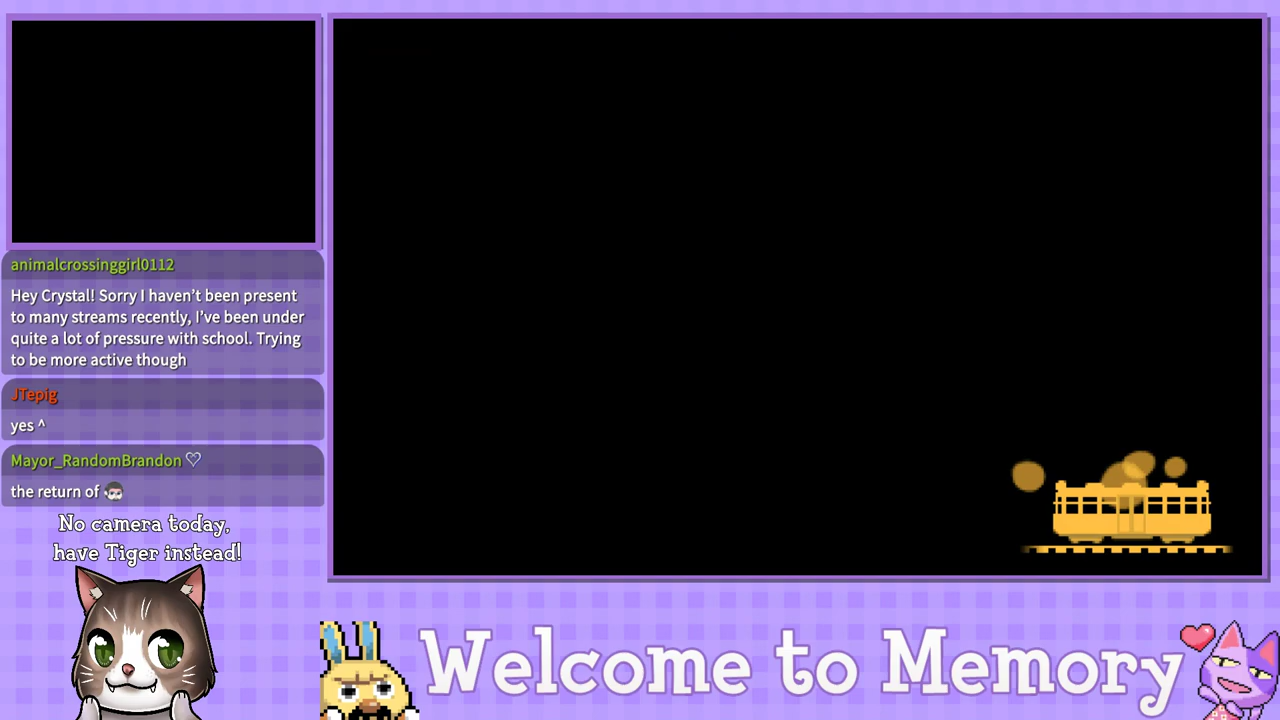 animalcrossinggirl0112
Hey Crystal! Sorry I haven’t been present
to many streams recently, I’ve been under
quite a lot of pressure with school. Trying
to be more active though
JTepig
yes ^
Mayor_RandomBrandon ♡
the return of
No camera today,
have Tiger instead!
Welcome to Memory